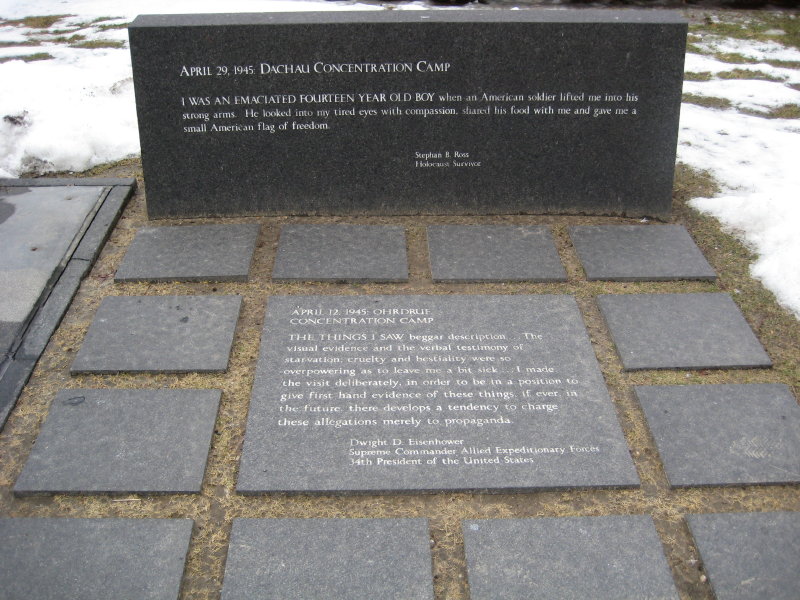 APRIL 29, 1945: DACHAU CONCENTRATION CAMP
I WAS AN EMACIATED FOURTEEN YEAR OLD BOY when an American soldier lifted me into his
strong arms. He looked into my tired eyes with compassion, shared his food with me and gave me a
small American flag of freedom.
Stephan B. Ross
Holocaust Survivor
APRIL 12, 1945: OHRDRUF
CONCENTRATION CAMP
THE THINGS I SAW beggar description... The
visual evidence and the verbal testimony of
starvation, cruelty and bestiality were so
overpowering as to leave me a bit sick... I made
the visit deliberately, in order to be in a position to
give first hand evidence of these things, if ever, in
the future, there develops a tendency to charge
these allegations merely to propaganda.
Dwight D. Eisenhower
Supreme Commander Allied Expeditionary Forces
34th President of the United States